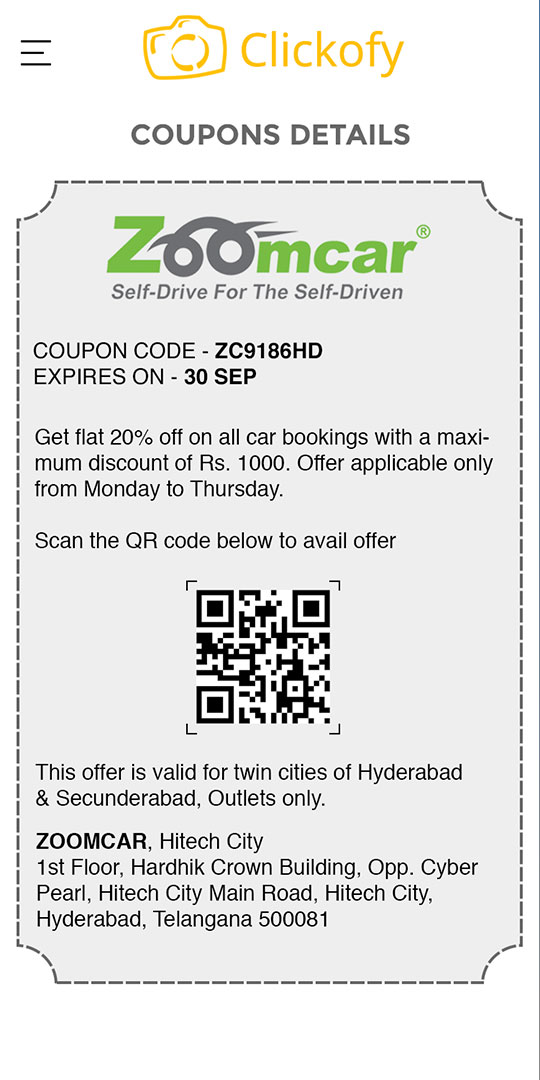 Clickofy
COUPONS DETAILS
Zoomcar®
Self-Drive For The Self-Driven
COUPON CODE - ZC9186HD
EXPIRES ON - 30 SEP
Get flat 20% off on all car bookings with a maxi-
mum discount of Rs. 1000. Offer applicable only
from Monday to Thursday.
Scan the QR code below to avail offer
This offer is valid for twin cities of Hyderabad
& Secunderabad, Outlets only.
ZOOMCAR, Hitech City
1st Floor, Hardhik Crown Building, Opp. Cyber
Pearl, Hitech City Main Road, Hitech City,
Hyderabad, Telangana 500081